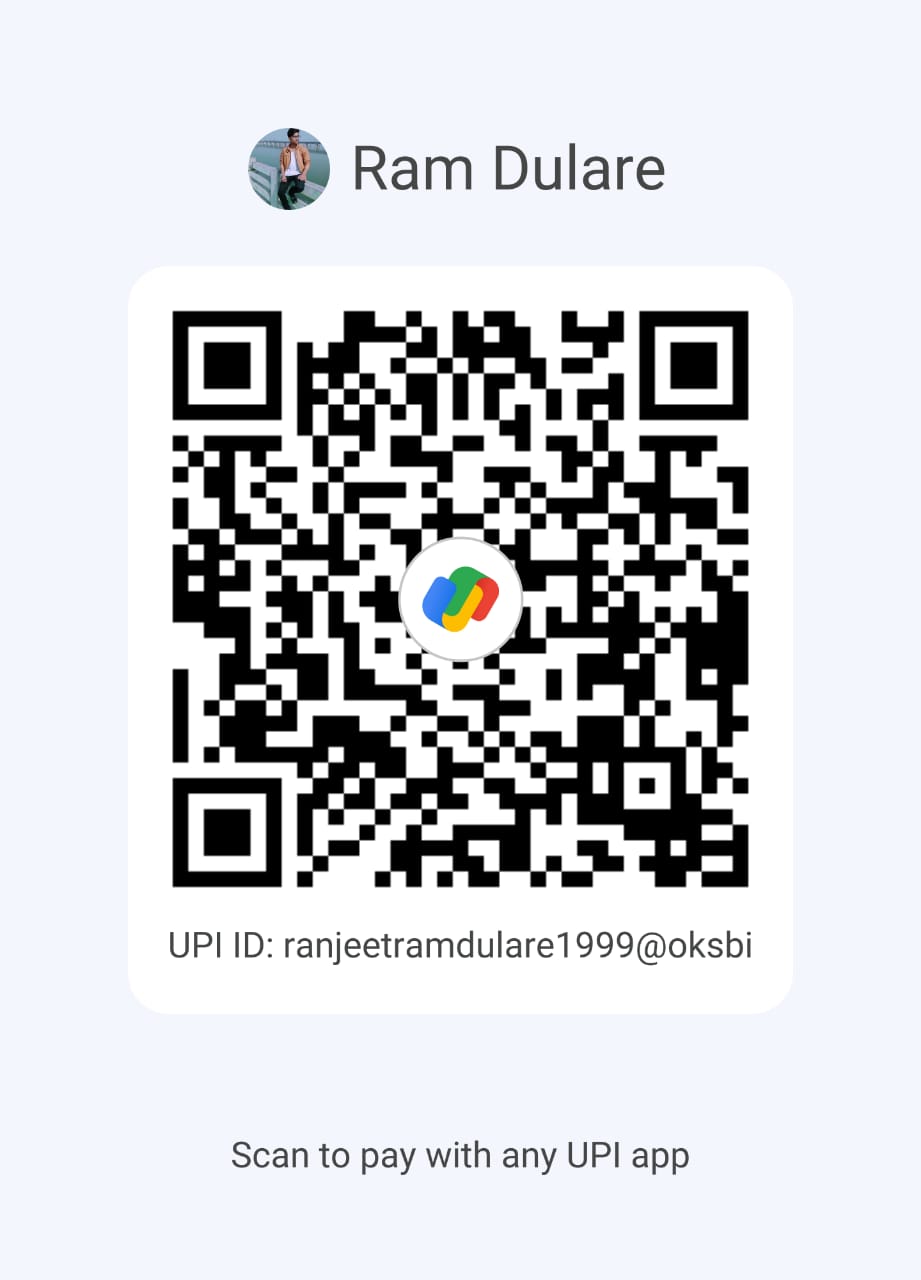 Ram Dulare
UPI ID: ranjeetramdulare1999@oksbi
Scan to pay with any UPI app